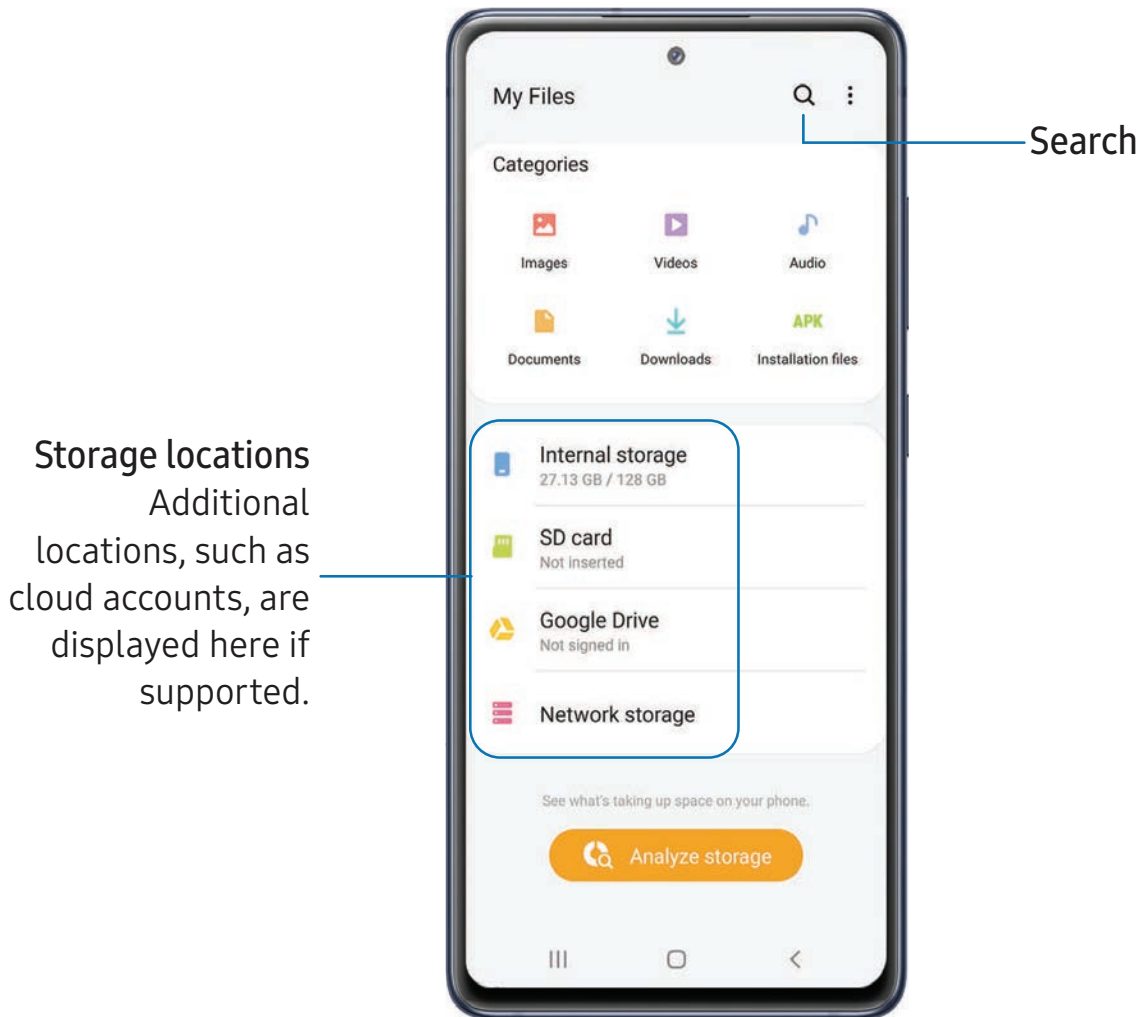 My Files
Search
Categories
Images Videos Audio
APK
Documents Downloads Installation files
Storage locations
Additional
locations, such as
cloud accounts, are
displayed here if
supported.
Internal storage
27.13 GB / 128 GB
SD card
Not inserted
Google Drive
Not signed in
Network storage
See what's taking up space on your phone.
Analyze storage